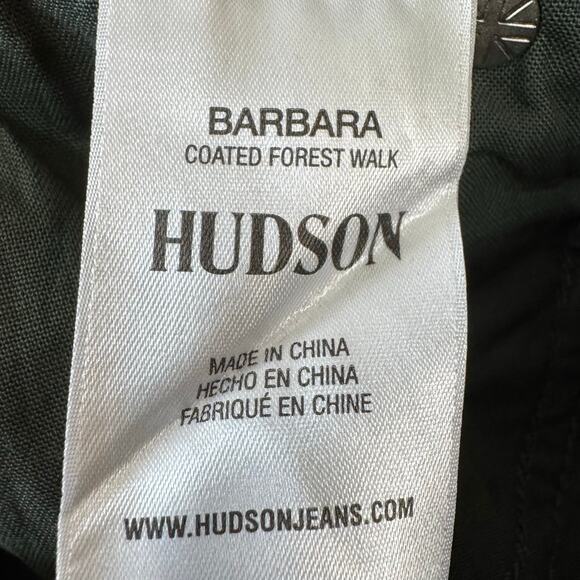 BARBARA
COATED FOREST WALK
HUDSON
MADE IN CHINA
HECHO EN CHINA
FABRIQUÉ EN CHINE
WWW.HUDSONJEANS.COM